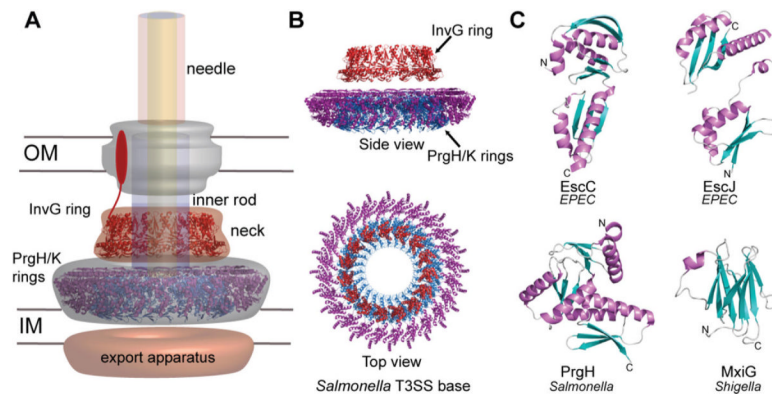 A
needle
OM
inner rod
InvG ring
neck
PrgH/K
rings
IM
export apparatus
B
InvG ring
Side view
PrgH/K rings
Top view
Salmonella T3SS base
C
N
C
EscC
EPEC
C
N
EscJ
EPEC
N
C
PrgH
Salmonella
N
C
MxiG
Shigella